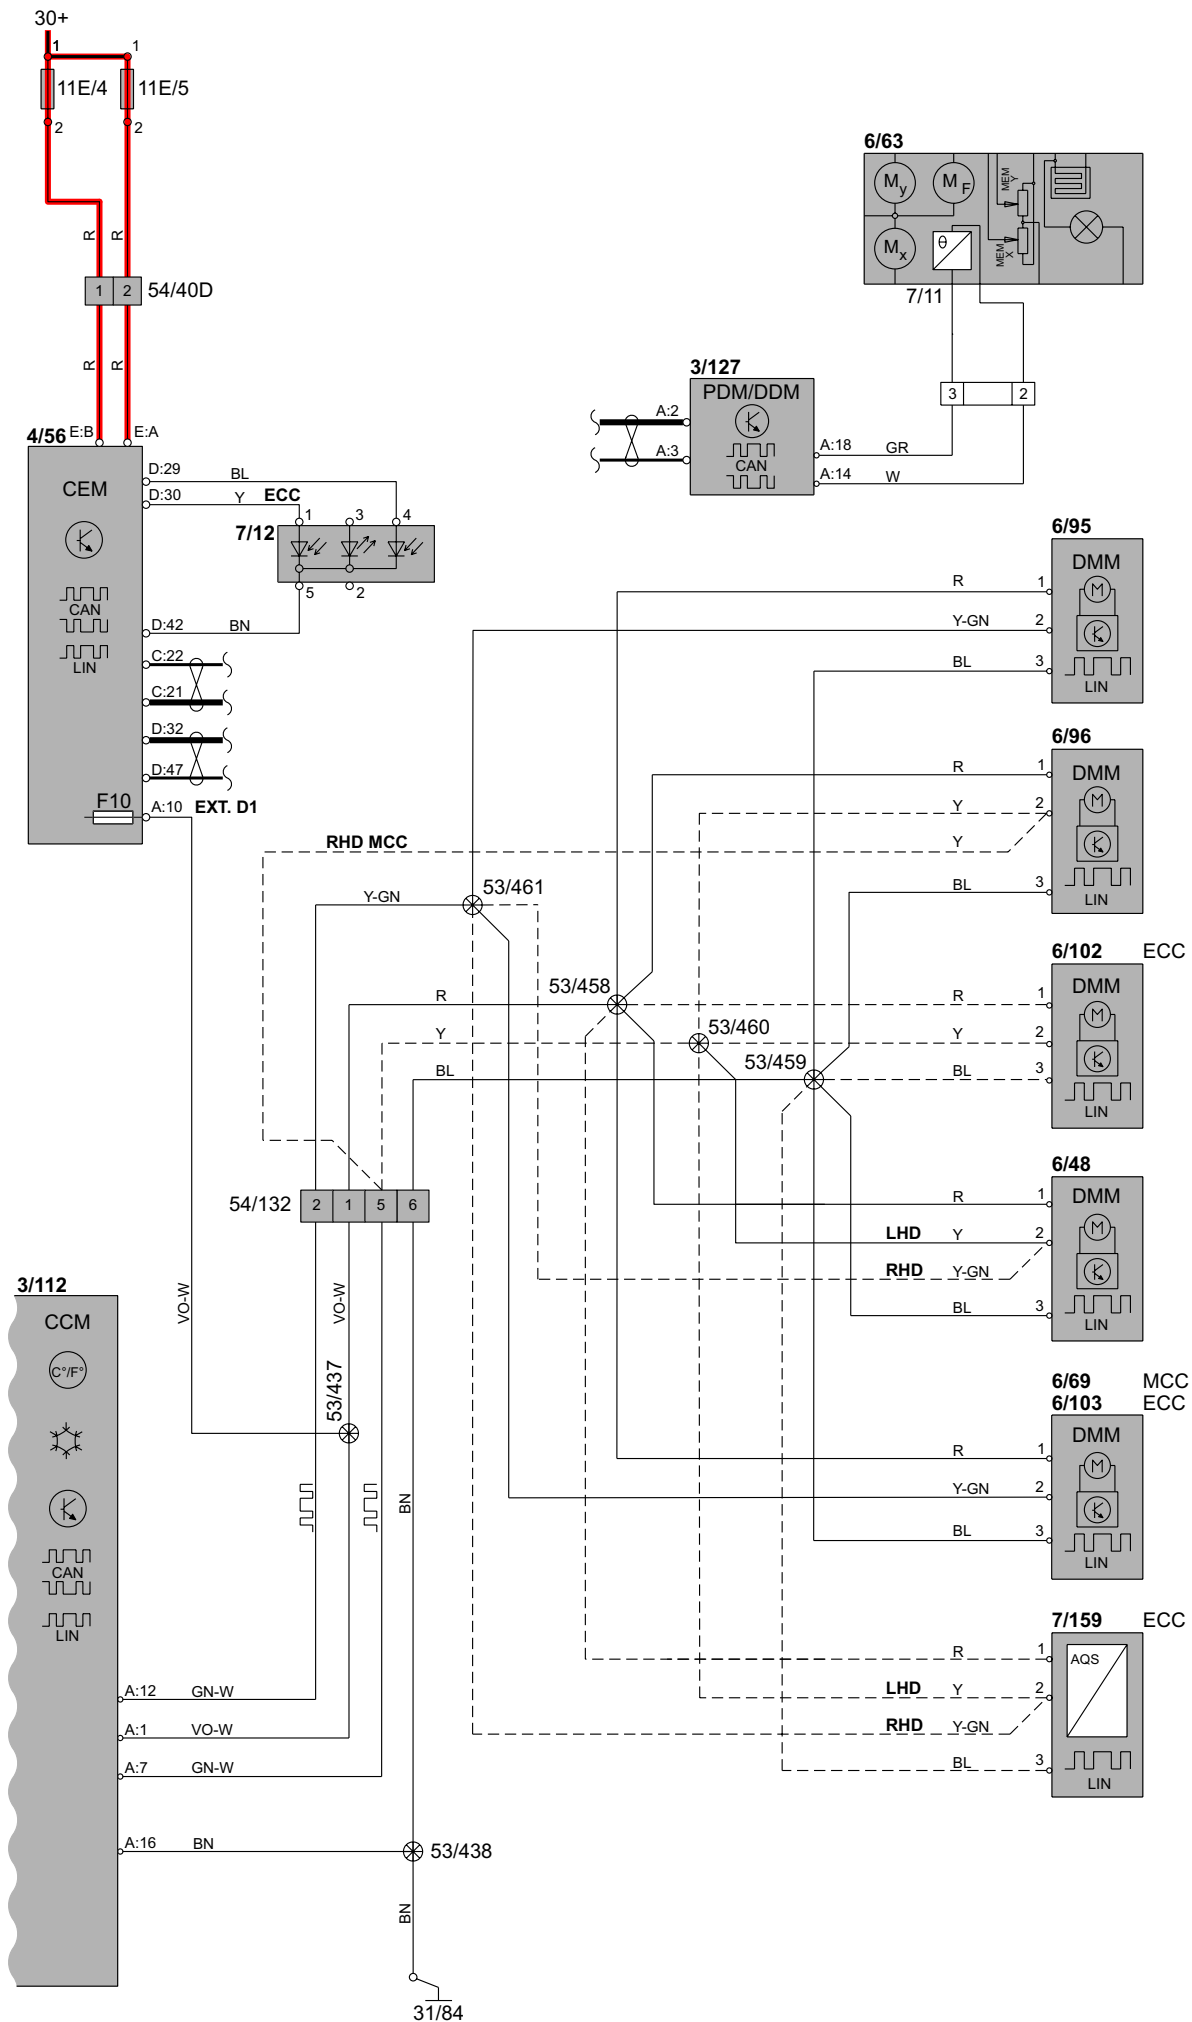 30+
1 1
11E/4 11E/5
2 2
R R
1 2 54/40D
R R
4/56 E:B E:A
CEM
CAN
LIN
D:29 BL
D:30 Y ECC
7/12 1 3 4
5 2
D:42 BN
C:22
C:21
D:32
D:47
F10 A:10 EXT. D1
6/63
My MF
Mx
θ
MEM Y
MEM X
7/11
3 2
3/127
PDM/DDM
CAN
A:2
A:3
A:18 GR
A:14 W
6/95
DMM
M
LIN
R 1
Y-GN 2
BL 3
6/96
DMM
M
LIN
R 1
Y 2
Y
BL 3
RHD MCC
Y-GN 53/461
6/102 ECC
DMM
M
LIN
R 53/458 R 1
Y 53/460 Y 2
BL 53/459 BL 3
6/48
DMM
M
LIN
R 1
LHD Y 2
RHD Y-GN
BL 3
54/132 2 1 5 6
VO-W VO-W
53/437
BN
3/112
CCM
C°/F°
CAN
LIN
6/69 MCC
6/103 ECC
DMM
M
LIN
R 1
Y-GN 2
BL 3
7/159 ECC
AQS
LIN
R 1
LHD Y 2
RHD Y-GN
BL 3
A:12 GN-W
A:1 VO-W
A:7 GN-W
A:16 BN 53/438
BN
31/84